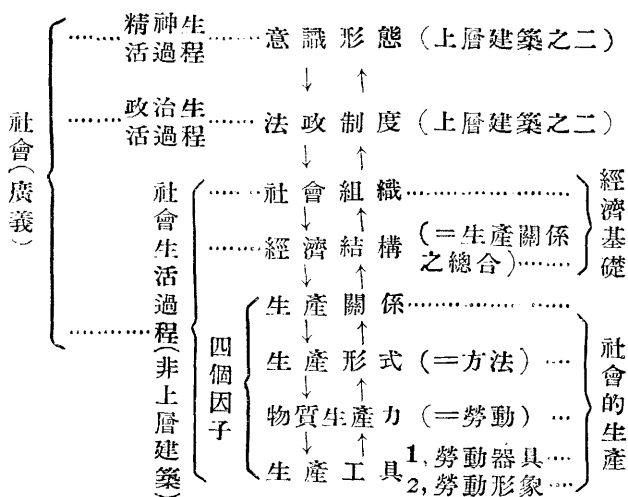 精神生活過程……意識形態(上層建築之二)
政治生活過程……法政制度(上層建築之二)
社會(廣義)
社會生活過程(非上層建築)
……社會組織……
……經濟結構(=生產關係之總合)……
經濟基礎
四個因子
生產關係……
生產形式(=方法)…
物質生產力(=勞動)…
生產工具 1,勞動器具…
2,勞動形象…
社會的生產